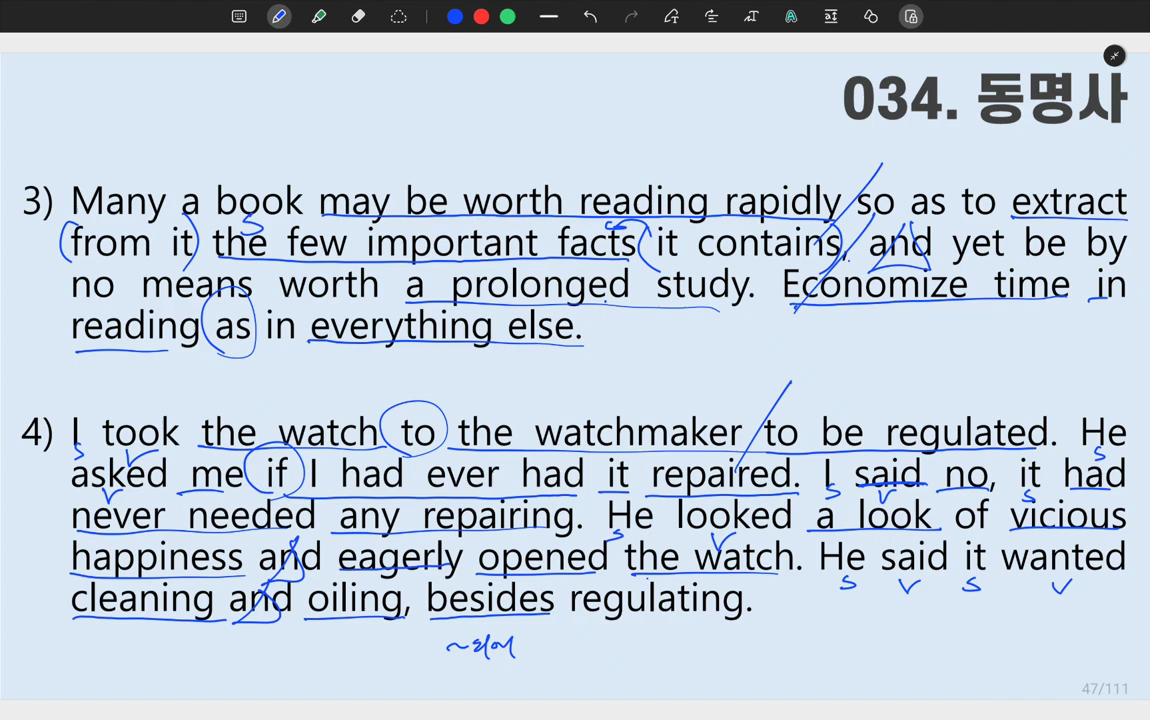 034. 동명사
3) Many a book may be worth reading rapidly so as to extract
from it the few important facts it contains, and yet be by
no means worth a prolonged study. Economize time in
reading as in everything else.
4) I took the watch to the watchmaker to be regulated. He
asked me if I had ever had it repaired. I said no, it had
never needed any repairing. He looked a look of vicious
happiness and eagerly opened the watch. He said it wanted
cleaning and oiling, besides regulating.
47/111